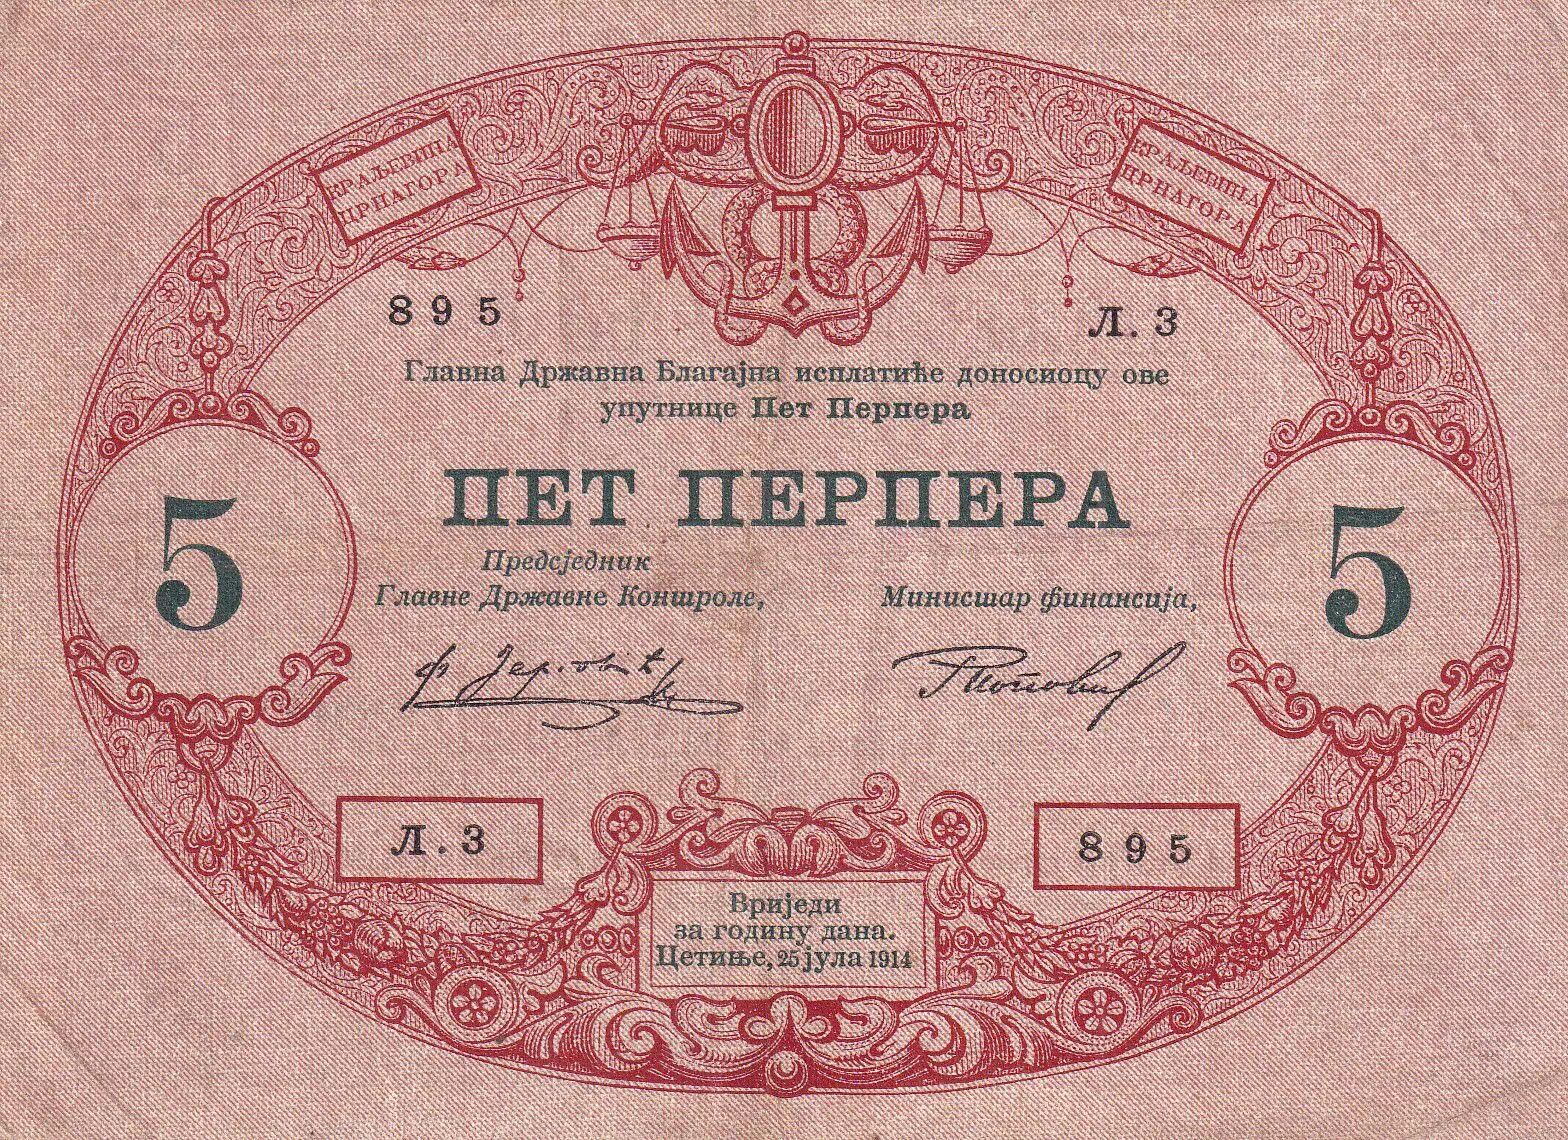 КРАЉЕВИНА
ЦРНАГОРА
КРАЉЕВИНА
ЦРНАГОРА
895
Л. 3
Главна Државна Благајна исплатиће доносиоцу ове
упутнице Пет Перпера
ПЕТ ПЕРПЕРА
5
5
Предсједник
Главне Државне Контроле,
Министар финансија,
Поповић
Л. 3
895
Вриједи
за годину дана.
Цетиње, 25 јула 1914